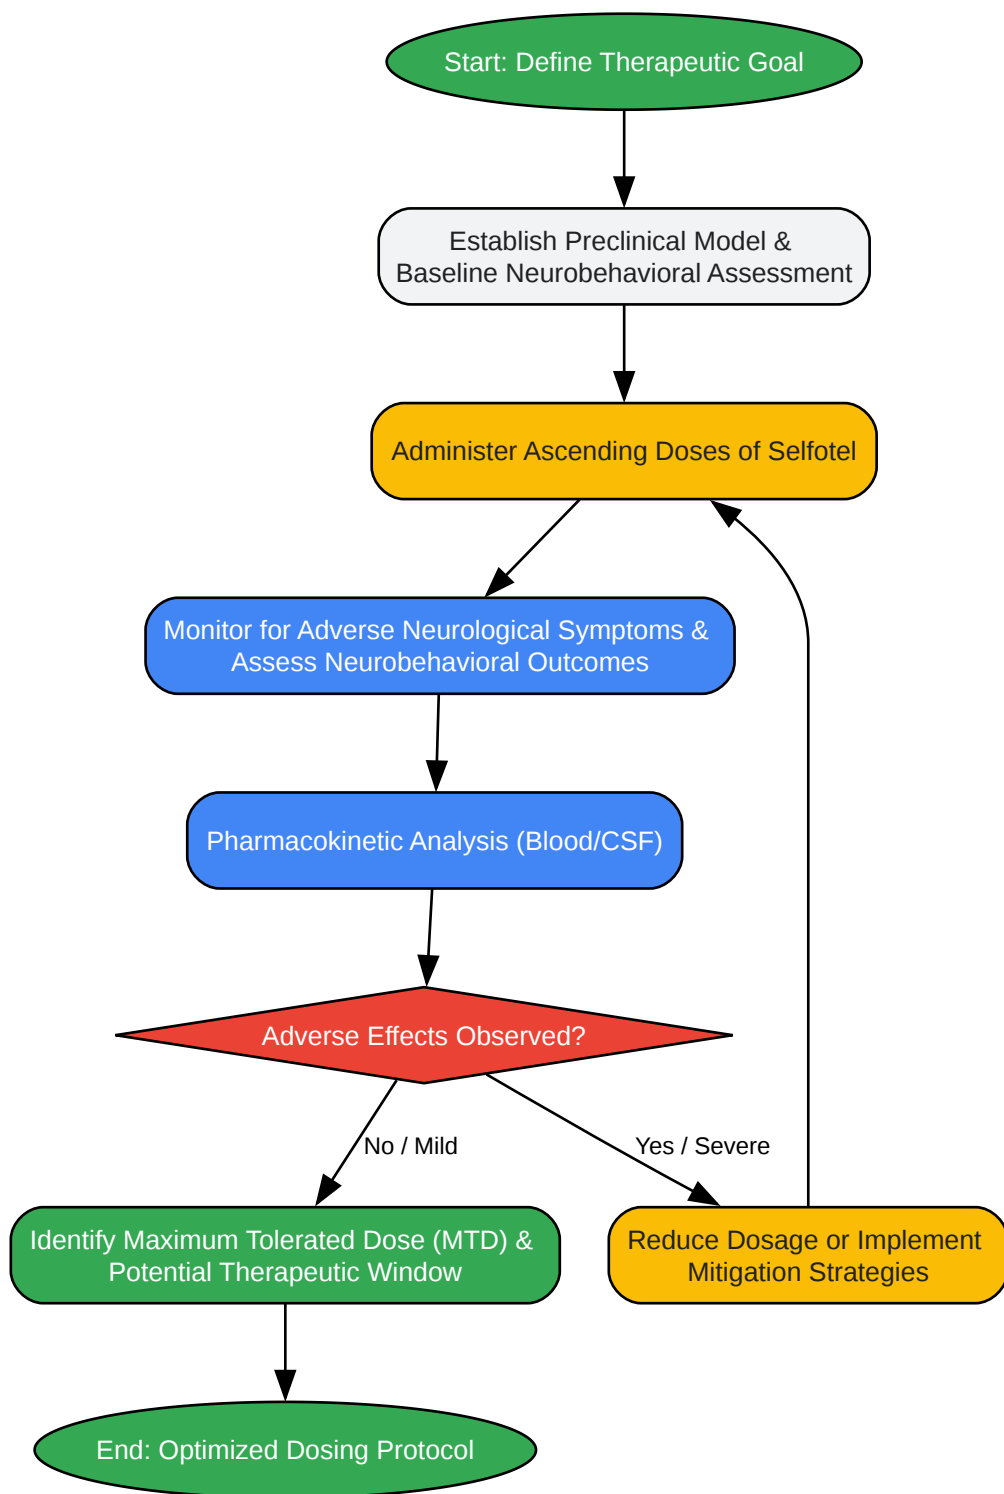 Start: Define Therapeutic Goal
Establish Preclinical Model &
Baseline Neurobehavioral Assessment
Administer Ascending Doses of Selfotel
Monitor for Adverse Neurological Symptoms &
Assess Neurobehavioral Outcomes
Pharmacokinetic Analysis (Blood/CSF)
Adverse Effects Observed?
No / Mild
Yes / Severe
Identify Maximum Tolerated Dose (MTD) &
Potential Therapeutic Window
Reduce Dosage or Implement
Mitigation Strategies
End: Optimized Dosing Protocol